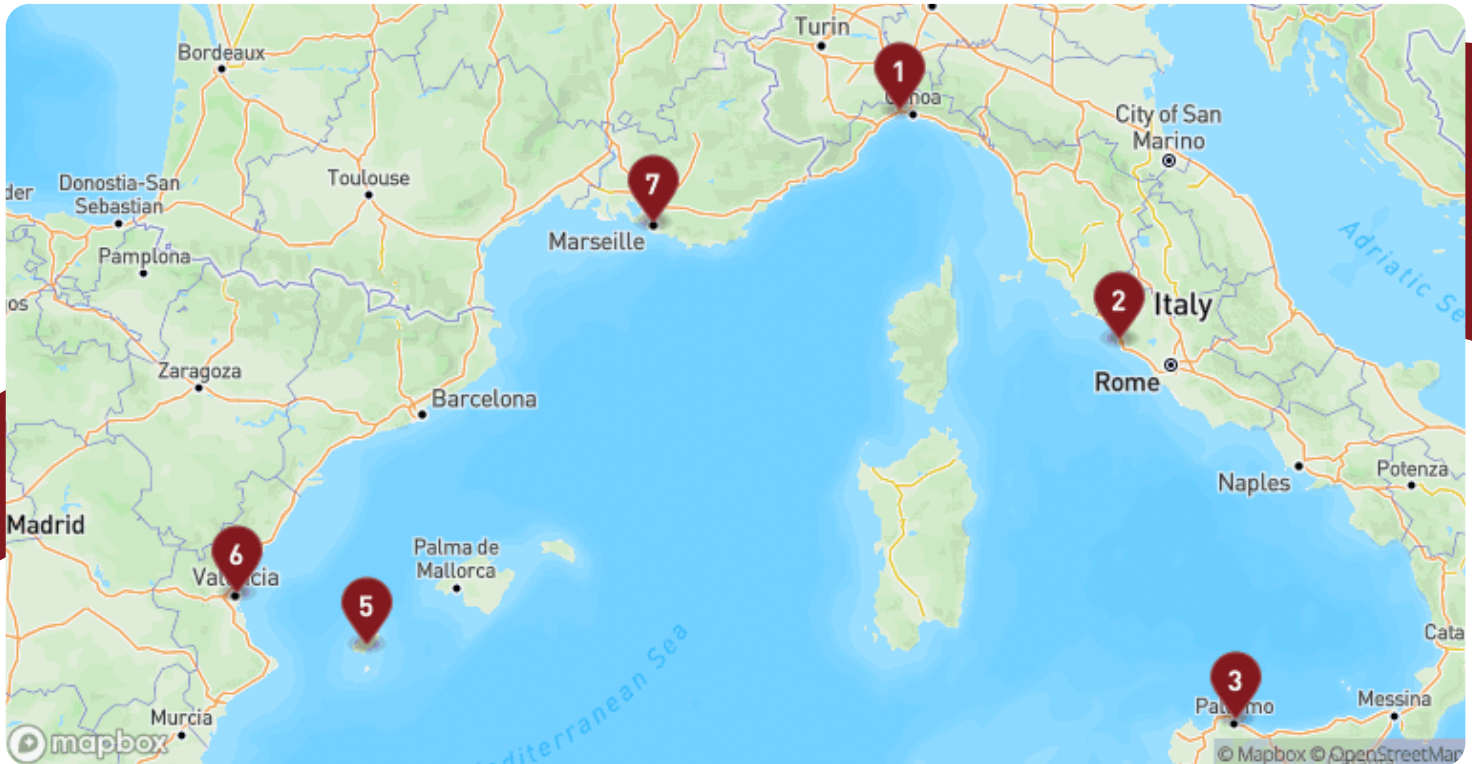 Turin
Bordeaux
1
Genoa
City of San
Marino
Donostia-San
Sebastian
Toulouse
7
der
Marseille
Pamplona
Adriatic Se
os
2
Italy
Zaragoza
Rome
Barcelona
Naples
Potenza
Madrid
6
Valencia
Palma de
Mallorca
5
Mediterranean Sea
Cata
3
Palermo
Messina
Murcia
mapbox
© Mapbox © OpenStreetMap